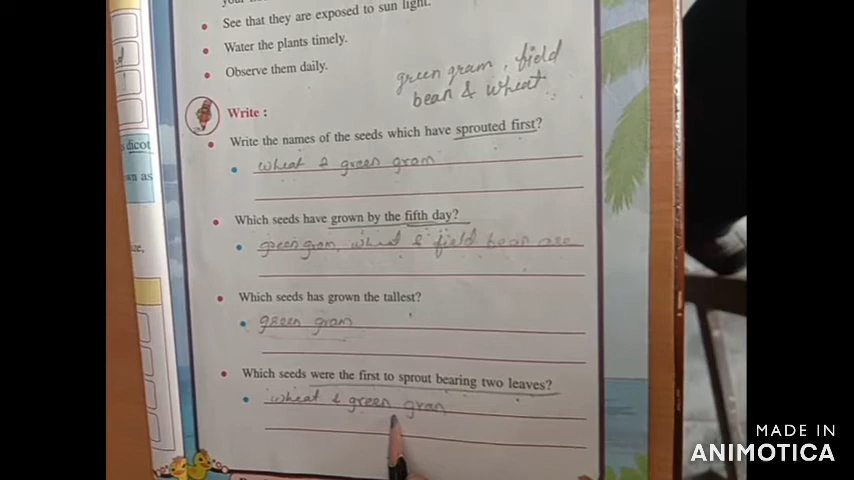 See that they are exposed to sun light.
Water the plants timely.
Observe them daily.
green gram, field
bean & wheat
Write :
Write the names of the seeds which have sprouted first?
wheat & green gram
dicot
wn as
Which seeds have grown by the fifth day?
green gram, wheat & field bean are
Which seeds has grown the tallest?
green gram
Which seeds were the first to sprout bearing two leaves?
wheat & green gran
MADE IN
ANIMOTICA